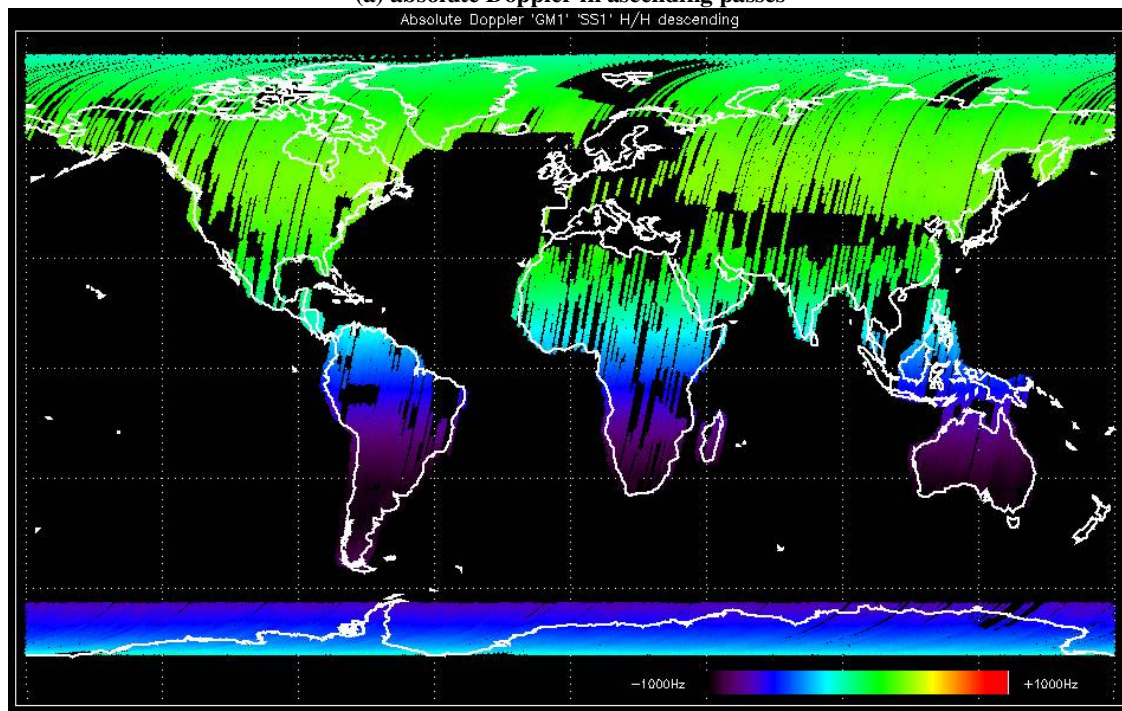 (a) absolute Doppler in ascending passes
Absolute Doppler 'GM1' 'SS1' H/H descending
-1000Hz +1000Hz